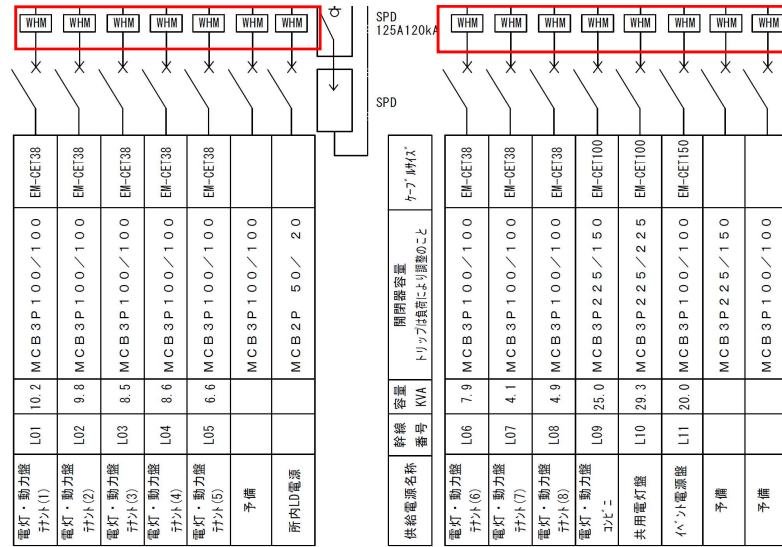 WHM WHM WHM WHM WHM WHM WHM
SPD
125A120kA
WHM WHM WHM WHM WHM WHM WHM WHM
SPD
EM-CET38 EM-CET38 EM-CET38 EM-CET38 EM-CET38
MCB3P100/100 MCB3P100/100 MCB3P100/100 MCB3P100/100 MCB3P100/100 MCB3P100/100 MCB2P 50/ 20
10.2 9.8 8.5 8.6 6.6
L01 L02 L03 L04 L05
電灯・動力盤
テナント(1)
電灯・動力盤
テナント(2)
電灯・動力盤
テナント(3)
電灯・動力盤
テナント(4)
電灯・動力盤
テナント(5)
予備
所内LD電源
ケーブルサイズ
開閉器容量
トリップは負荷により調整のこと
容量
KVA
幹線
番号
供給電源名称
EM-CET38 EM-CET38 EM-CET38 EM-CET100 EM-CET100 EM-CET150
MCB3P100/100 MCB3P100/100 MCB3P100/100 MCB3P225/150 MCB3P225/225 MCB3P100/100 MCB3P225/150 MCB3P100/100
7.9 4.1 4.9 25.0 29.3 20.0
L06 L07 L08 L09 L10 L11
電灯・動力盤
テナント(6)
電灯・動力盤
テナント(7)
電灯・動力盤
テナント(8)
電灯・動力盤
コンビニ
共用電灯盤
イベント電源盤
予備
予備